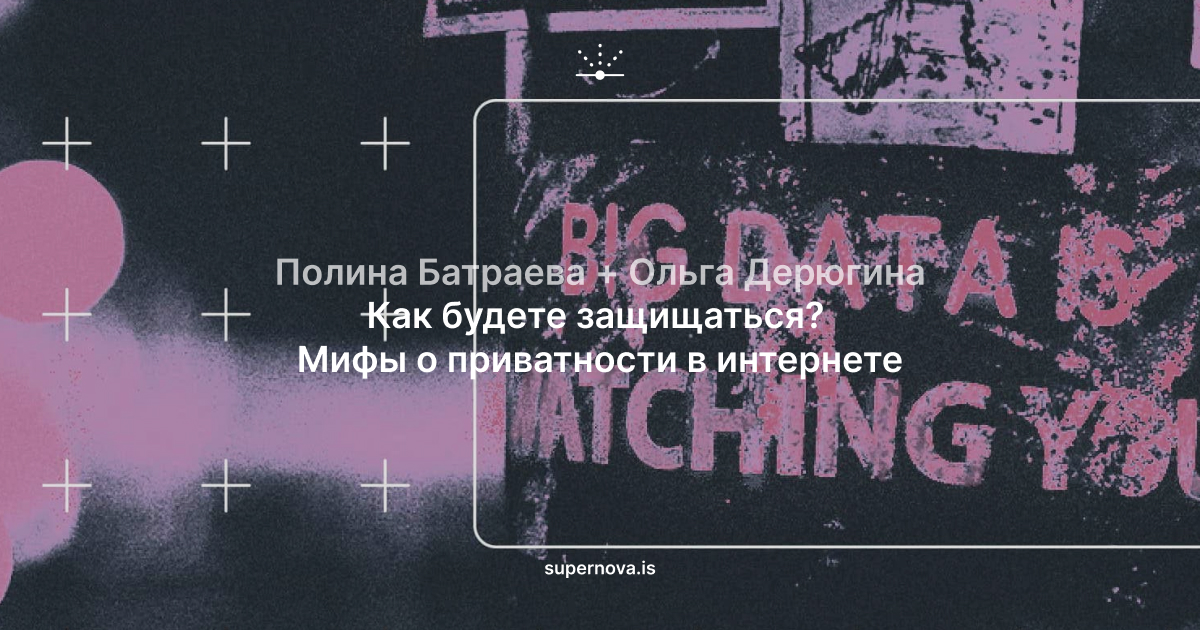 BIG DATA IS
Полина Батраева + Ольга Дерюгина
Как будете защищаться?
Мифы о приватности в интернете
WATCHING YOU
supernova.is